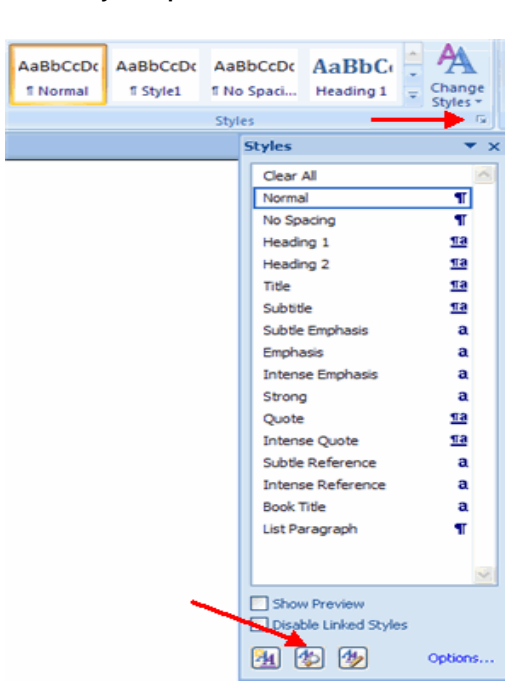 AaBbCcDc AaBbCcDc AaBbCcDc AaBbC
¶ Normal ¶ Style1 ¶ No Spaci... Heading 1
Change
Styles
Styles
Styles
Clear All
Normal ¶
No Spacing ¶
Heading 1 ¶a
Heading 2 ¶a
Title ¶a
Subtitle ¶a
Subtle Emphasis a
Emphasis a
Intense Emphasis a
Strong a
Quote ¶a
Intense Quote ¶a
Subtle Reference a
Intense Reference a
Book Title a
List Paragraph ¶
Show Preview
Disable Linked Styles
Options...